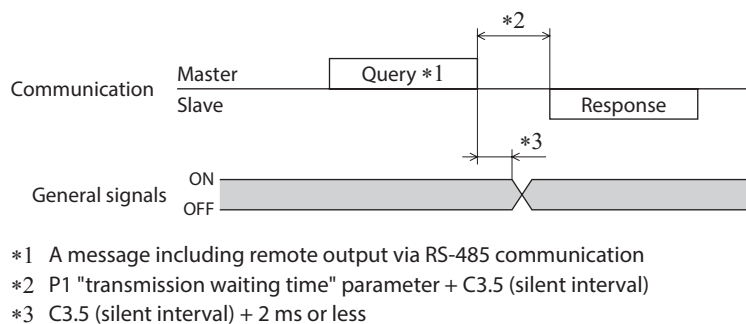 *2
Master
Query *1
Communication
Slave
Response
*3
ON
General signals
OFF
*1 A message including remote output via RS-485 communication
*2 P1 "transmission waiting time" parameter + C3.5 (silent interval)
*3 C3.5 (silent interval) + 2 ms or less